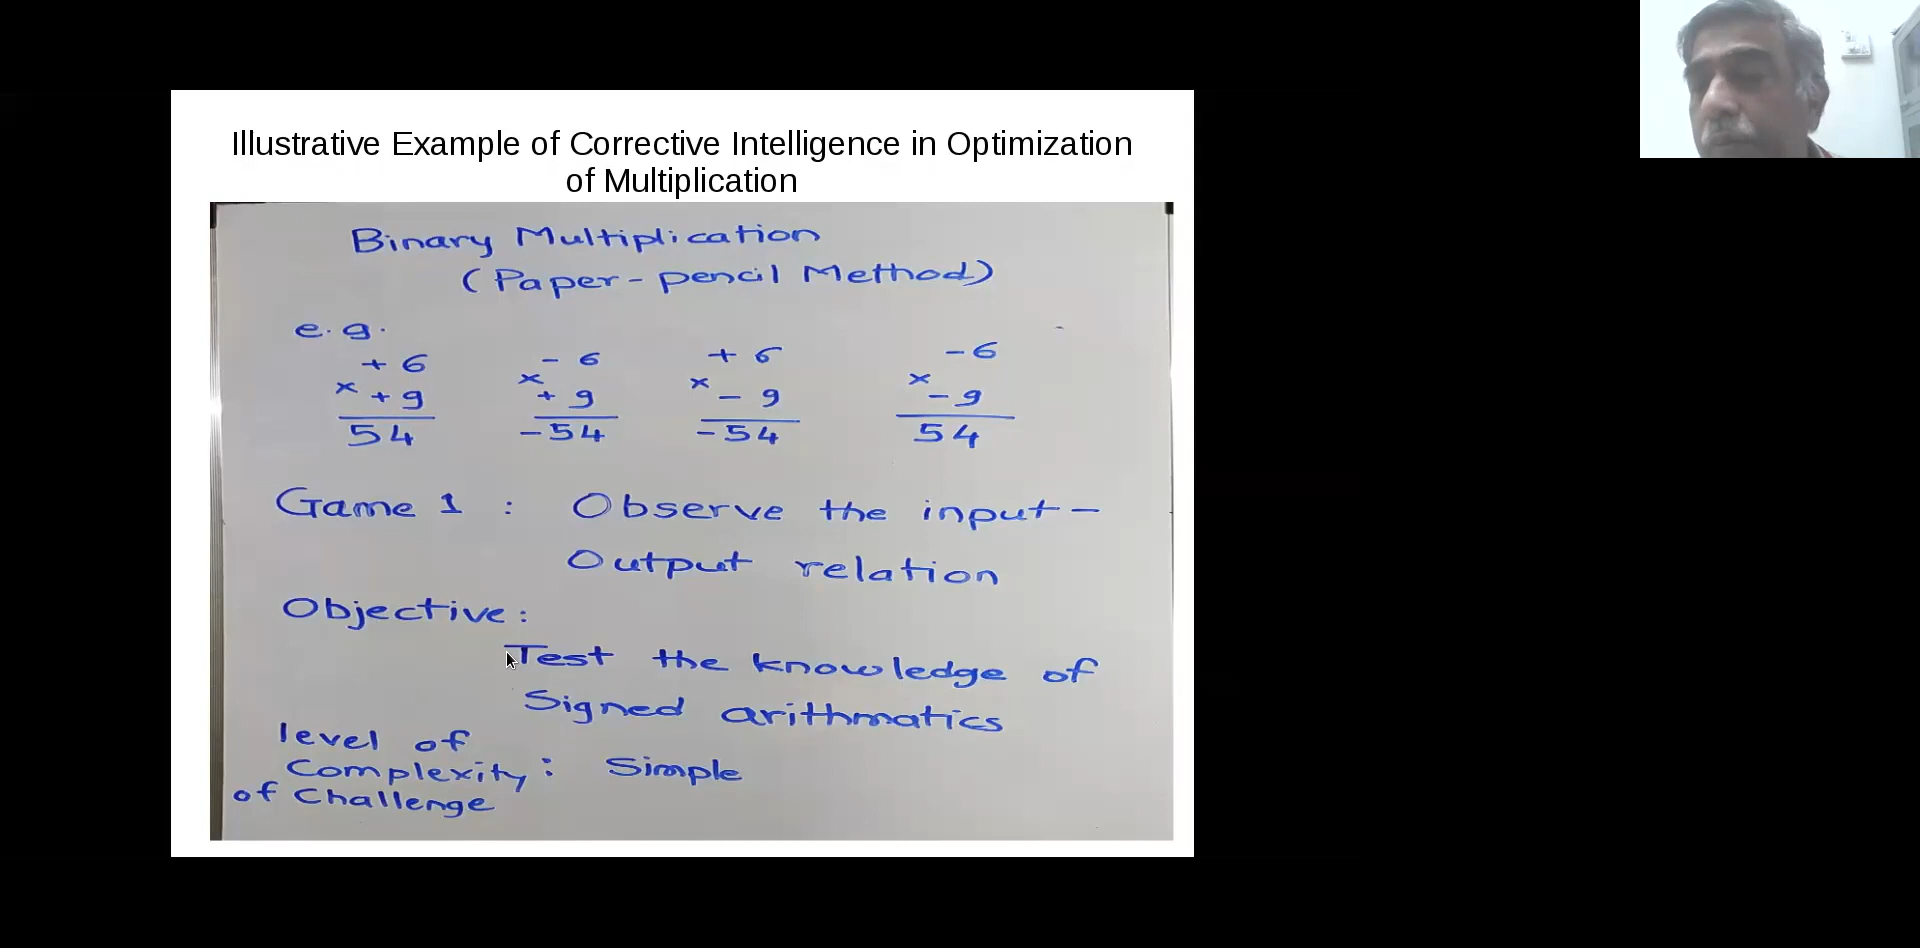 Illustrative Example of Corrective Intelligence in Optimization
of Multiplication
Binary Multiplication
(Paper-pencil Method)
e.g.
+ 6 - 6 + 6 -6
× + 9 × + 9 × - 9 × - 9
54 -54 -54 54
Game 1 : Observe the input-
Output relation
Objective:
Test the knowledge of
Signed arithmatics
level of
Complexity: Simple
of Challenge